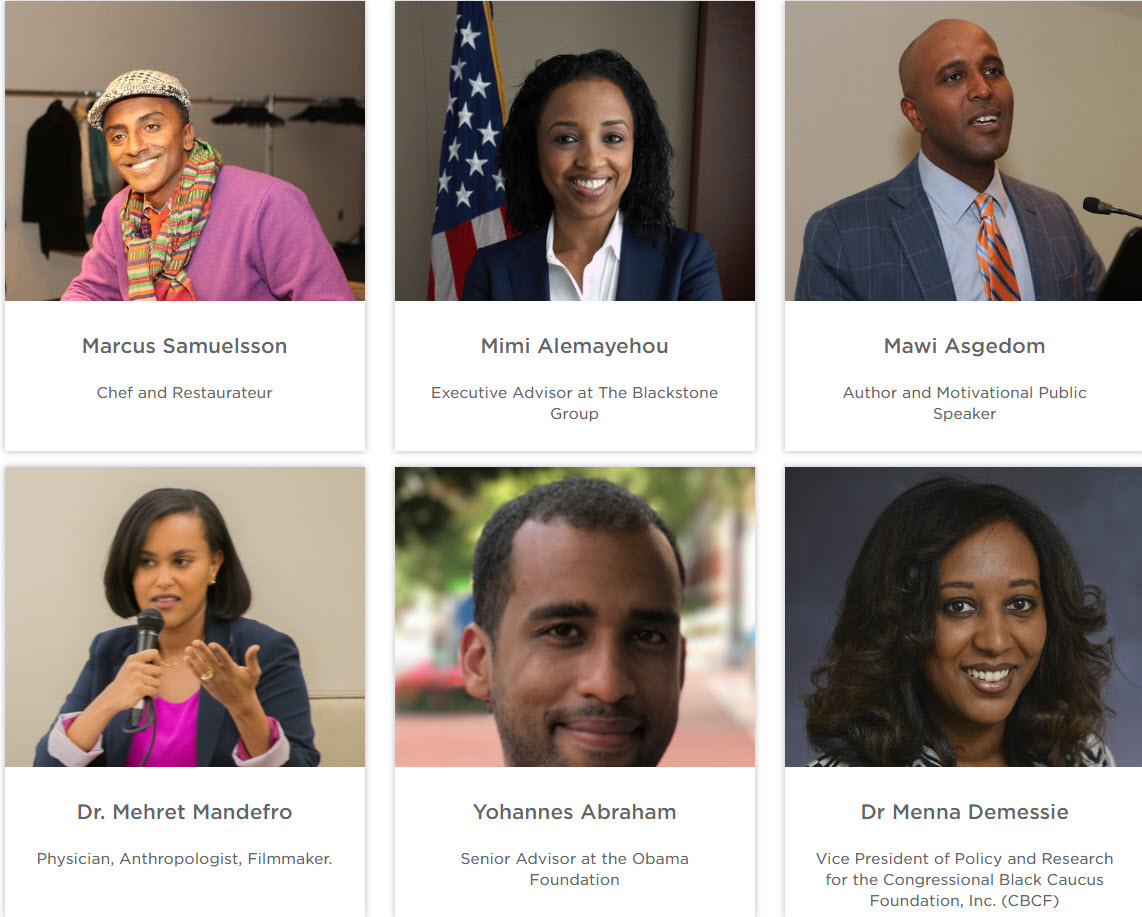 Marcus Samuelsson
Chef and Restaurateur
Mimi Alemayehou
Executive Advisor at The Blackstone
Group
Mawi Asgedom
Author and Motivational Public
Speaker
Dr. Mehret Mandefro
Physician, Anthropologist, Filmmaker.
Yohannes Abraham
Senior Advisor at the Obama
Foundation
Dr Menna Demessie
Vice President of Policy and Research
for the Congressional Black Caucus
Foundation, Inc. (CBCF)